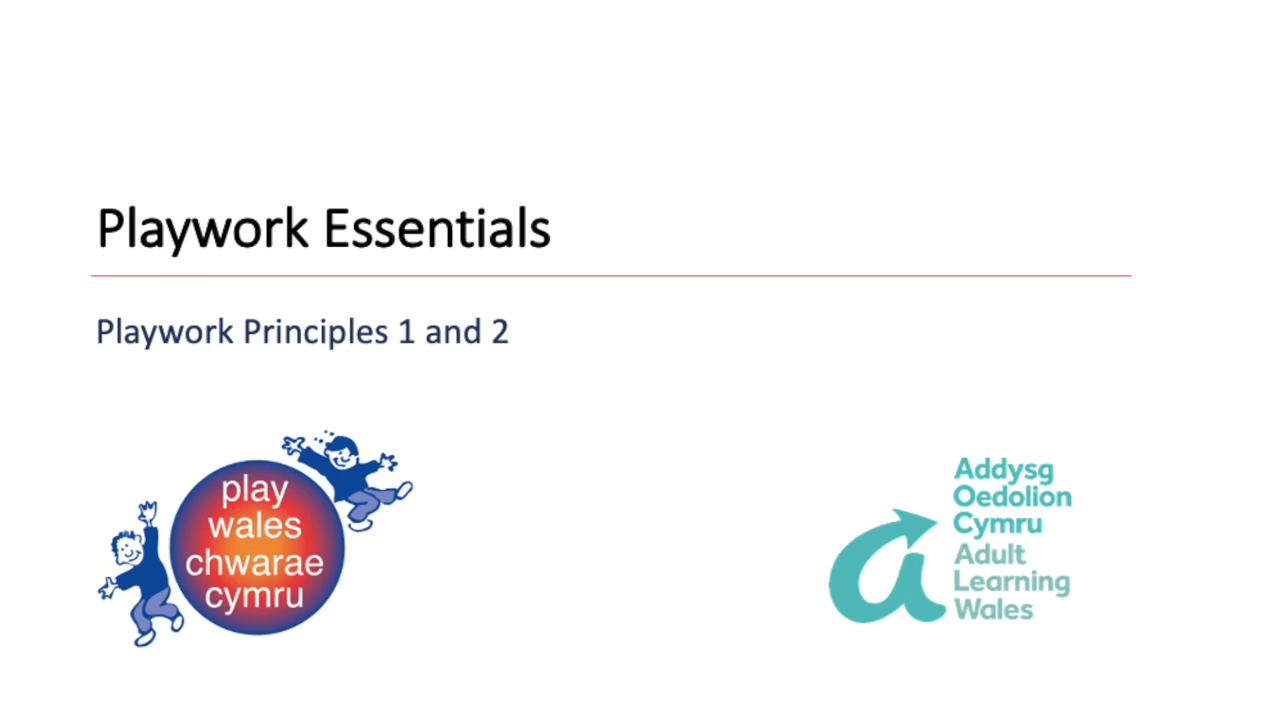 Playwork Essentials
Playwork Principles 1 and 2
play
wales
chwarae
cymru
Addysg
Oedolion
Cymru
Adult
Learning
Wales